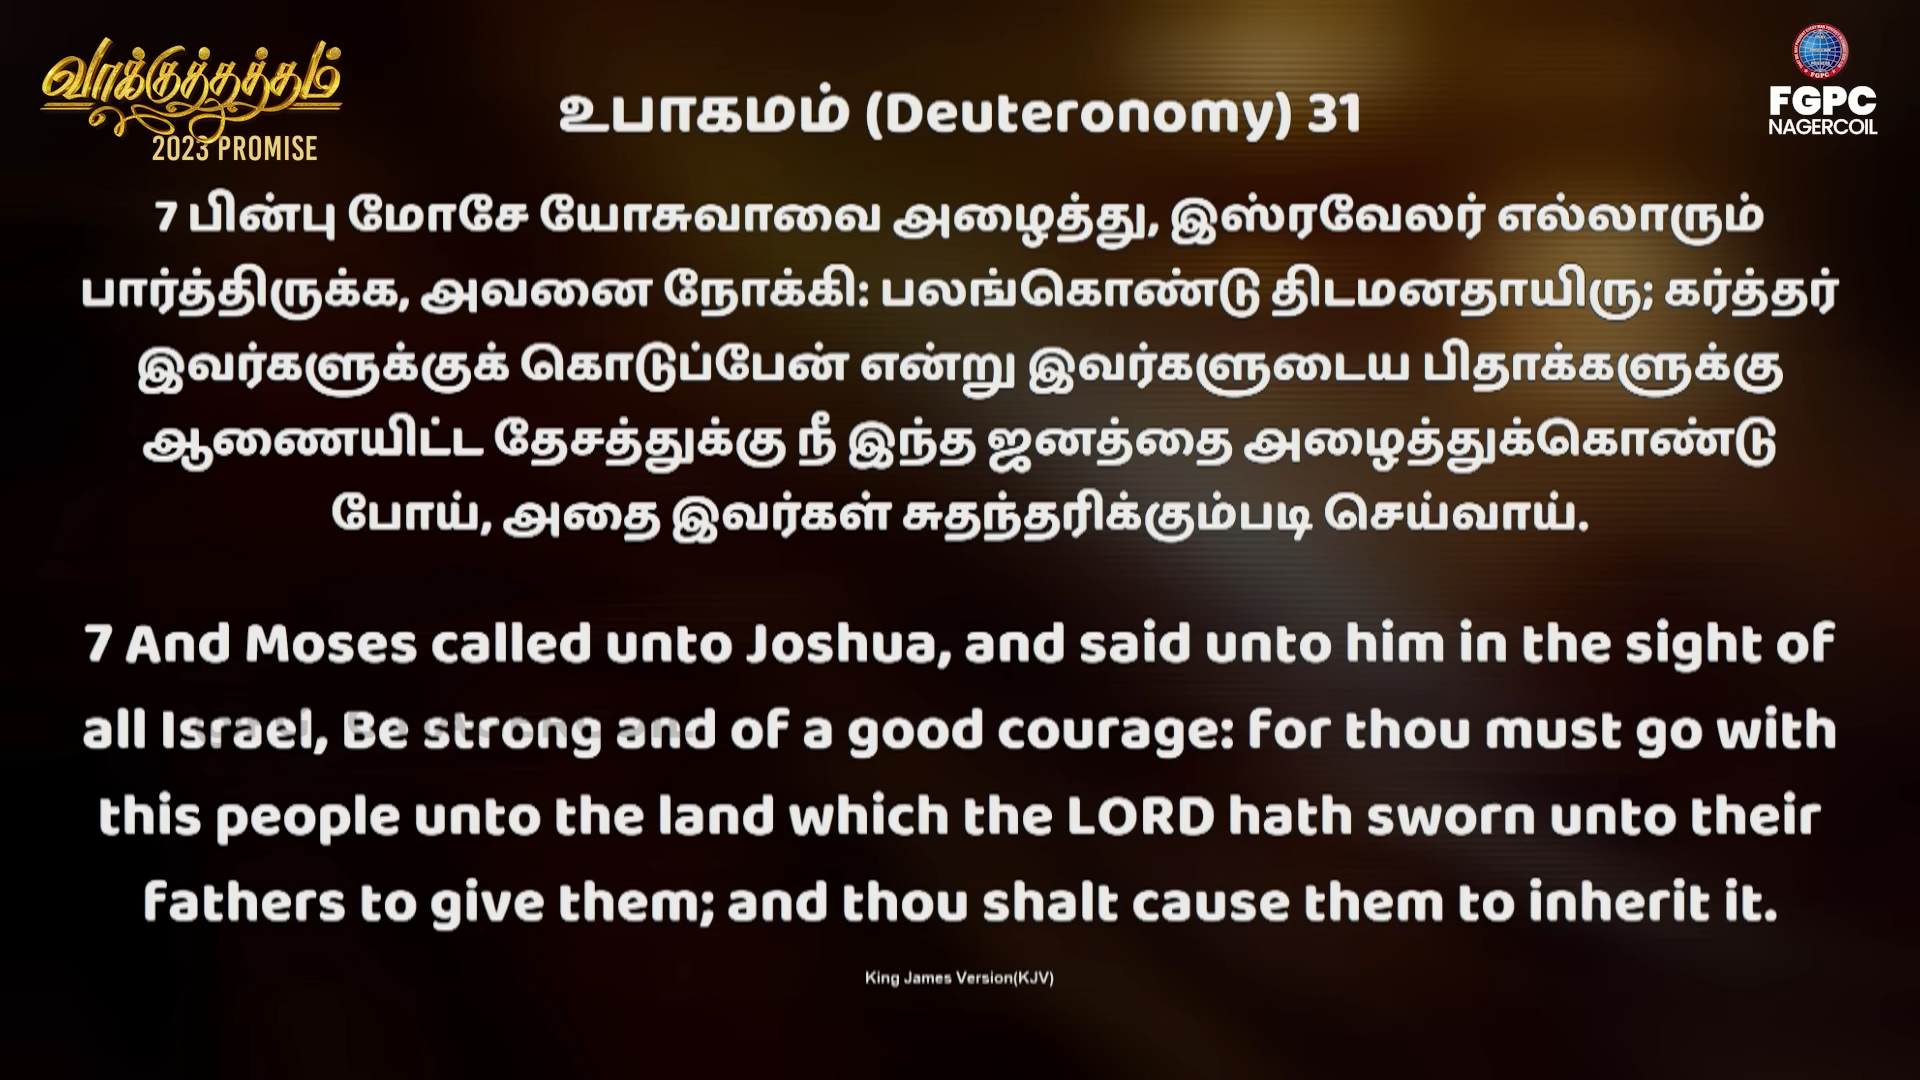 வாக்குத்தத்தம்
2023 PROMISE
FGPC
NAGERCOIL
உபாகமம் (Deuteronomy) 31
7 பின்பு மோசே யோசுவாவை அழைத்து, இஸ்ரவேலர் எல்லாரும்
பார்த்திருக்க, அவனை நோக்கி: பலங்கொண்டு திடமனதாயிரு; கர்த்தர்
இவர்களுக்குக் கொடுப்பேன் என்று இவர்களுடைய பிதாக்களுக்கு
ஆணையிட்ட தேசத்துக்கு நீ இந்த ஜனத்தை அழைத்துக்கொண்டு
போய், அதை இவர்கள் சுதந்தரிக்கும்படி செய்வாய்.
7 And Moses called unto Joshua, and said unto him in the sight of
all Israel, Be strong and of a good courage: for thou must go with
this people unto the land which the LORD hath sworn unto their
fathers to give them; and thou shalt cause them to inherit it.
King James Version(KJV)